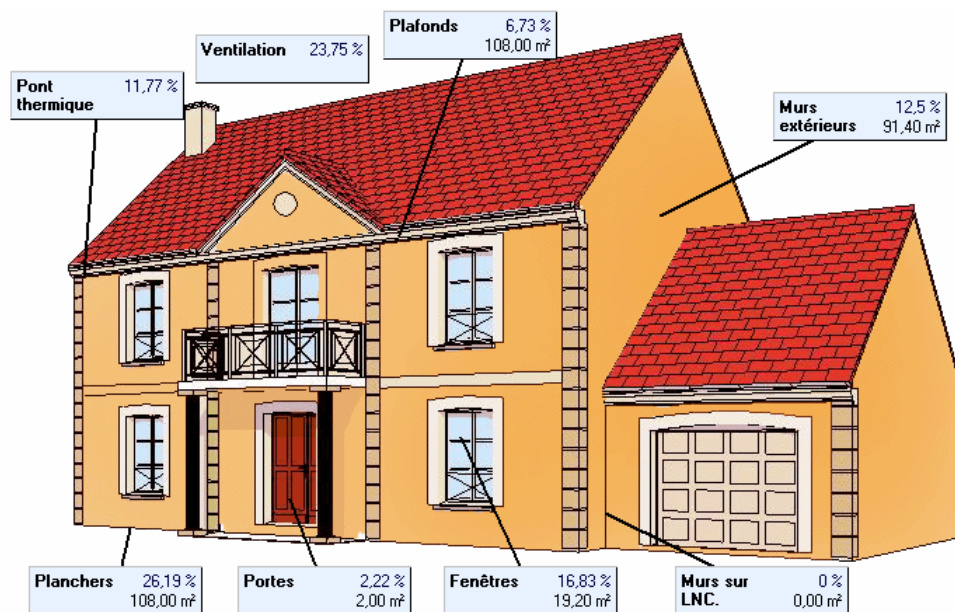 Plafonds 6,73 %
108,00 m²
Ventilation 23,75 %
Pont 11,77 %
thermique
Murs 12,5 %
extérieurs 91,40 m²
Planchers 26,19 %
108,00 m²
Portes 2,22 %
2,00 m²
Fenêtres 16,83 %
19,20 m²
Murs sur 0 %
LNC. 0,00 m²